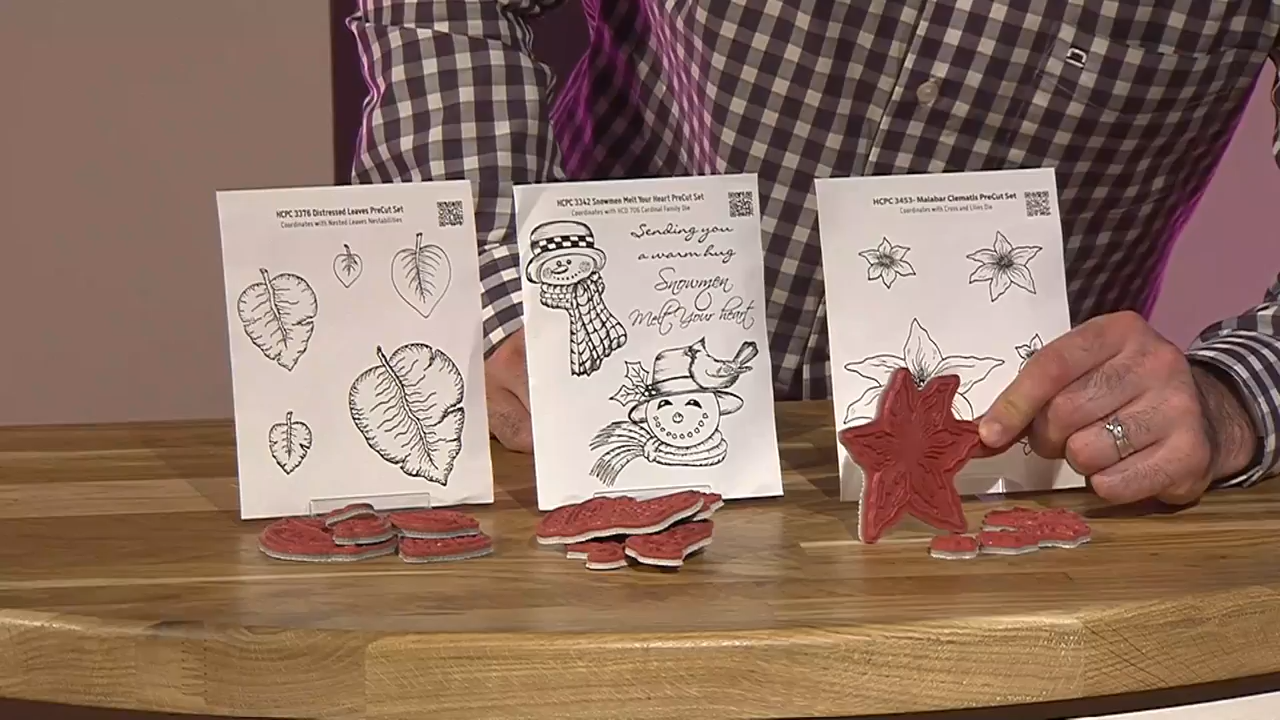 HCPC 3376 Distressed Leaves PreCut Set
Coordinates with Nested Leaves Nestabilities
HCPC 3342 Snowmen Melt Your Heart PreCut Set
Coordinates with HCD 706 Cardinal Family Die
Sending you
a warm hug
Snowmen
Melt Your heart
HCPC 3453- Malabar Clematis PreCut Set
Coordinates with Cross and Lilies Die